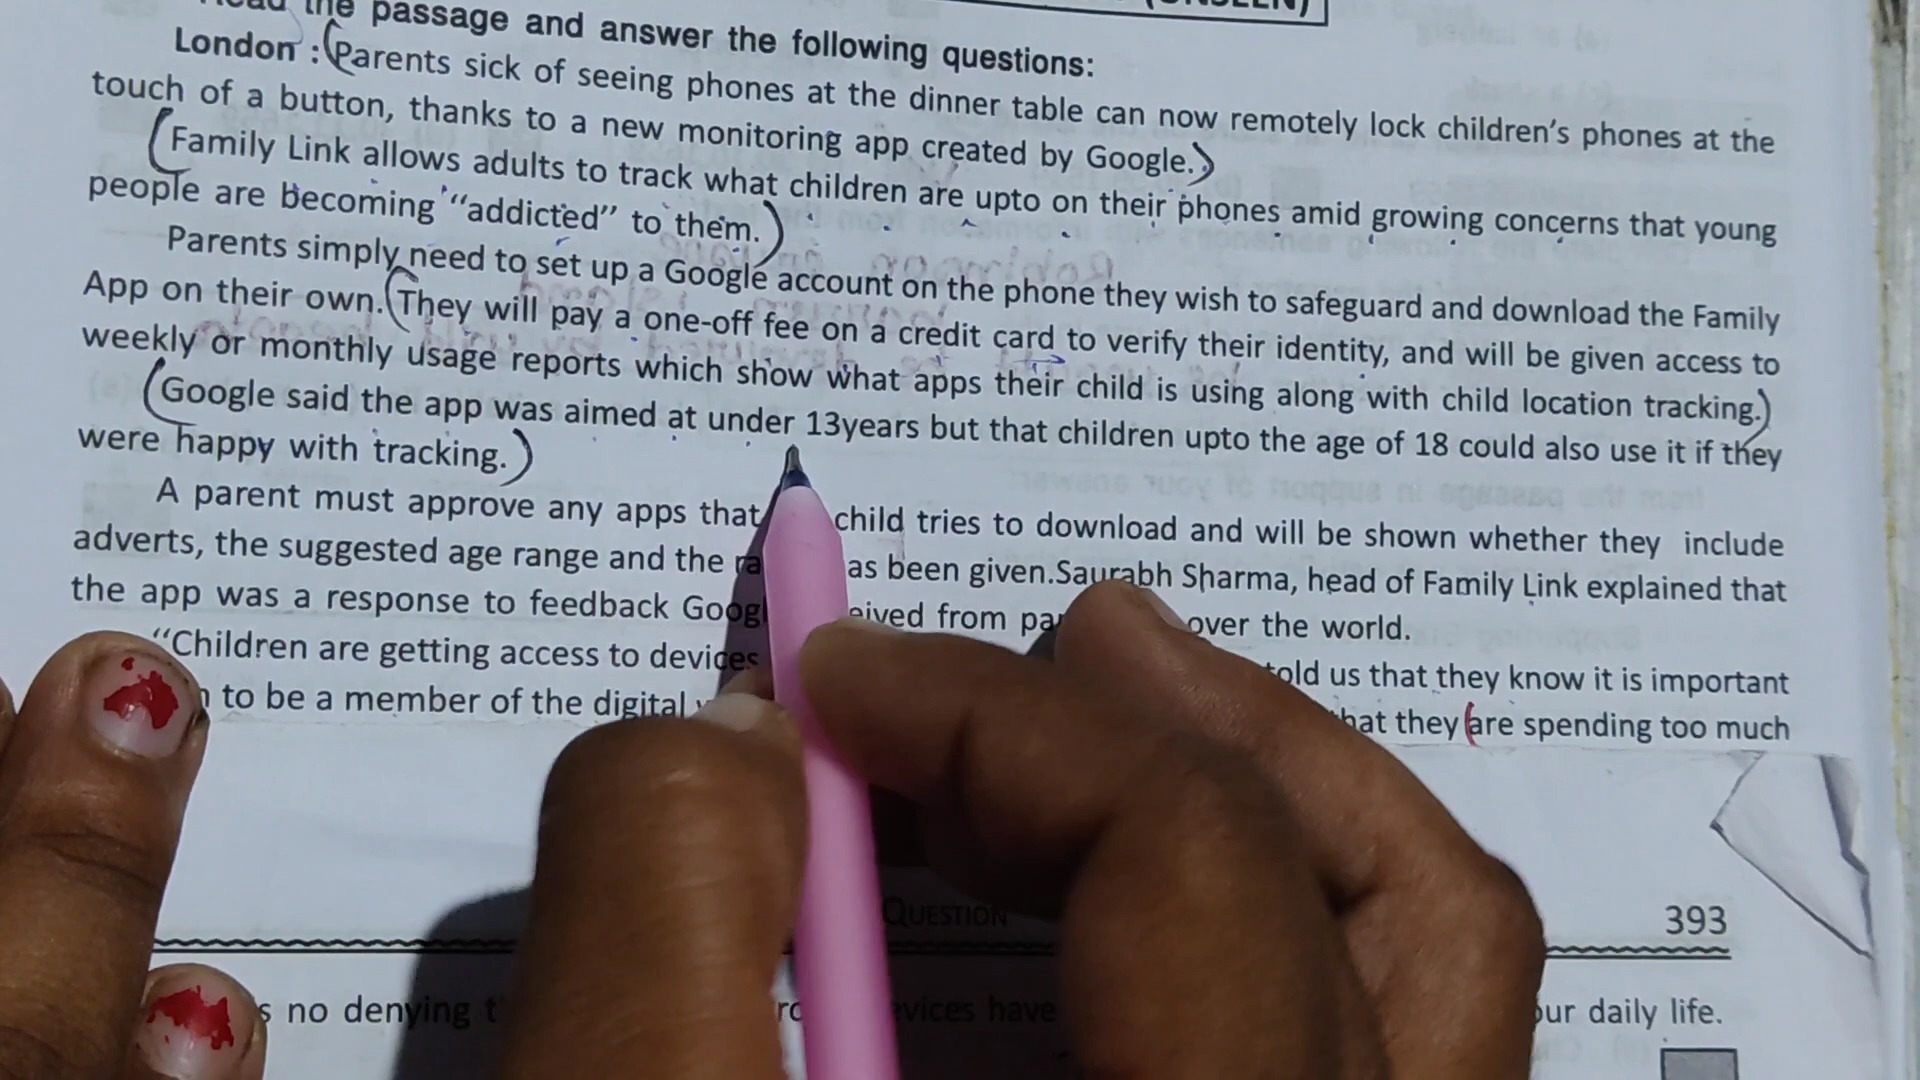 the passage and answer the following questions:
London : Parents sick of seeing phones at the dinner table can now remotely lock children's phones at the
touch of a button, thanks to a new monitoring app created by Google.
Family Link allows adults to track what children are upto on their phones amid growing concerns that young
people are becoming "addicted" to them.
Parents simply need to set up a Google account on the phone they wish to safeguard and download the Family
App on their own. They will pay a one-off fee on a credit card to verify their identity, and will be given access to
weekly or monthly usage reports which show what apps their child is using along with child location tracking.
Google said the app was aimed at under 13years but that children upto the age of 18 could also use it if they
were happy with tracking.
A parent must approve any apps that child tries to download and will be shown whether they include
adverts, the suggested age range and the as been given.Saurabh Sharma, head of Family Link explained that
the app was a response to feedback from over the world.
"Children are getting access to devices told us that they know it is important
to be a member of the digital that they are spending too much
393
QUESTION
no denying have our daily life.